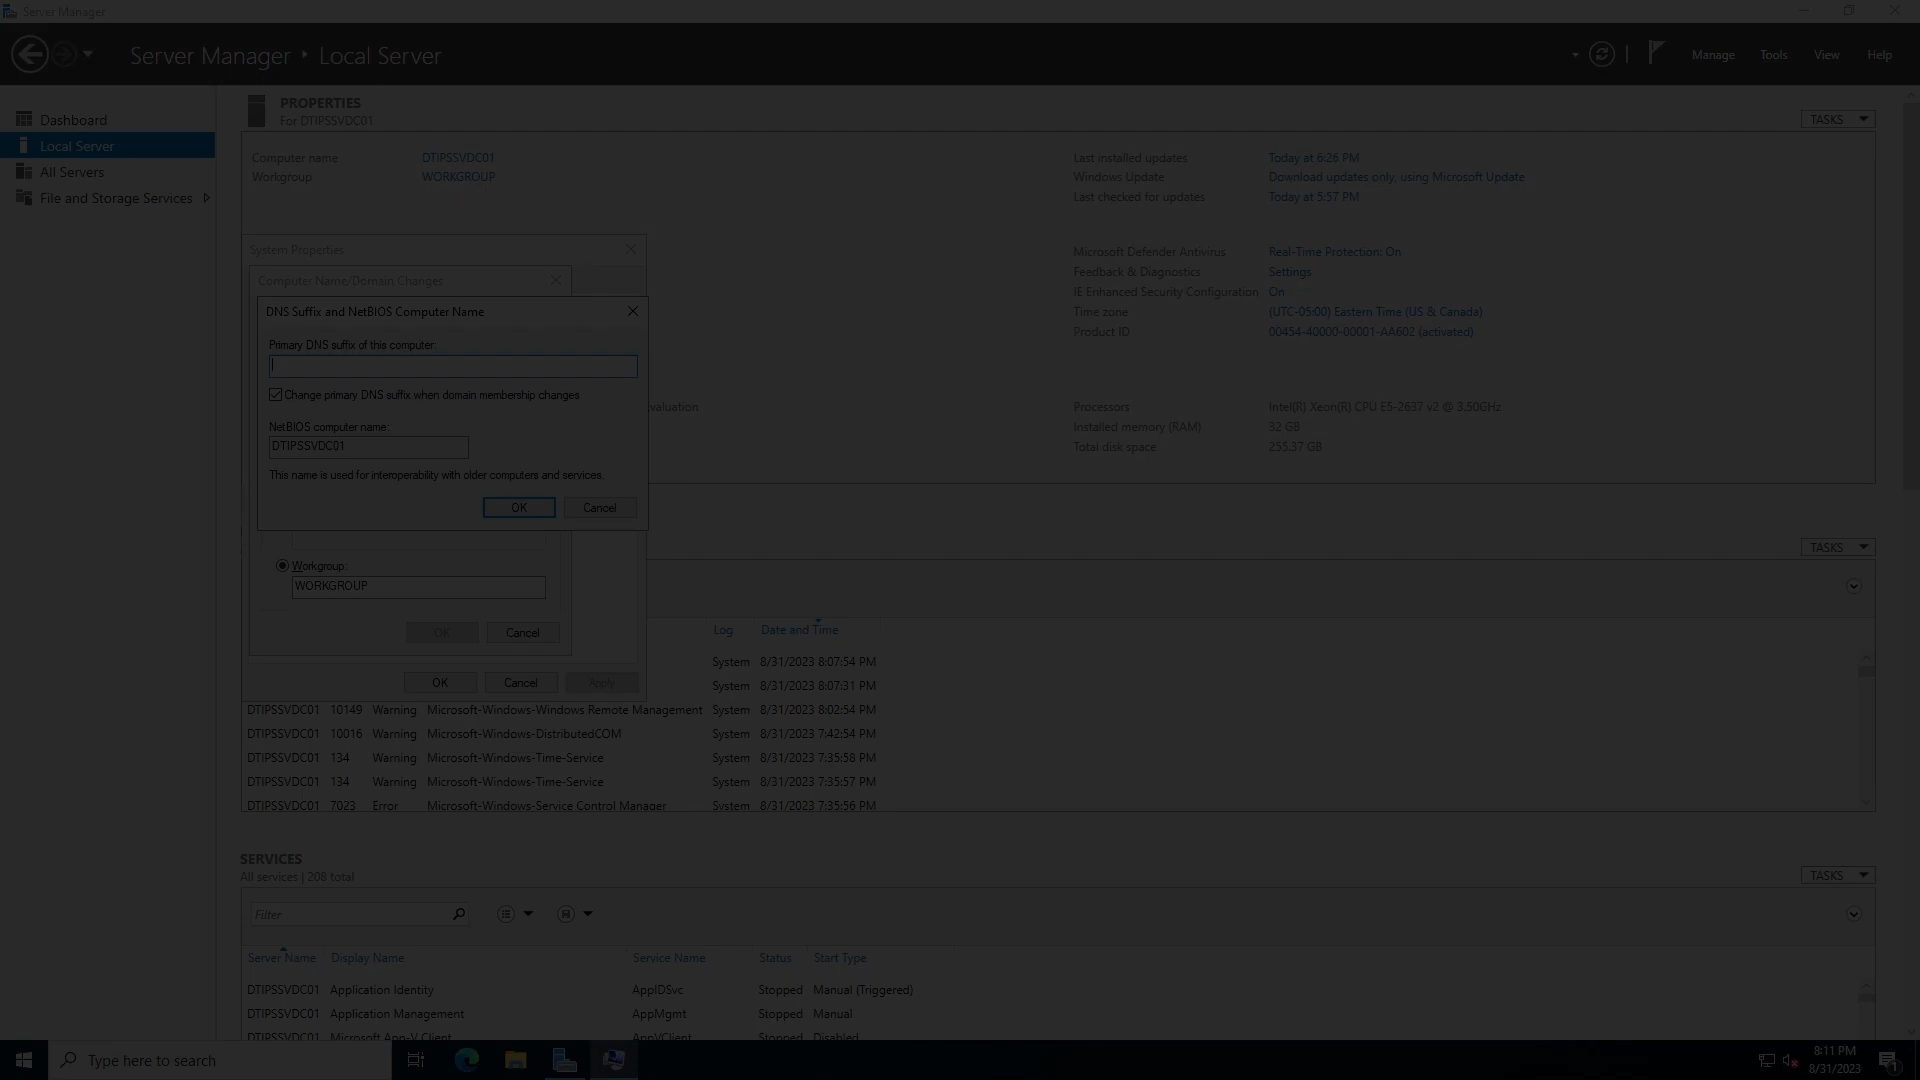 Server Manager
Server Manager ‣ Local Server
Manage Tools View Help
Dashboard
Local Server
All Servers
File and Storage Services
PROPERTIES
For DTIPSSVDC01
TASKS
Computer name DTIPSSVDC01
Workgroup WORKGROUP
Last installed updates Today at 6:26 PM
Windows Update Download updates only, using Microsoft Update
Last checked for updates Today at 5:57 PM
Microsoft Defender Antivirus Real-Time Protection: On
Feedback & Diagnostics Settings
IE Enhanced Security Configuration On
Time zone (UTC-05:00) Eastern Time (US & Canada)
Product ID 00454-40000-00001-AA602 (activated)
valuation
Processors Intel(R) Xeon(R) CPU E5-2637 v2 @ 3.50GHz
Installed memory (RAM) 32 GB
Total disk space 255.37 GB
System Properties
Computer Name/Domain Changes
DNS Suffix and NetBIOS Computer Name
Primary DNS suffix of this computer:
Change primary DNS suffix when domain membership changes
NetBIOS computer name:
DTIPSSVDC01
This name is used for interoperability with older computers and services.
OK Cancel
Workgroup:
WORKGROUP
OK Cancel
OK Cancel Apply
TASKS
Log Date and Time
System 8/31/2023 8:07:54 PM
System 8/31/2023 8:07:31 PM
DTIPSSVDC01 10149 Warning Microsoft-Windows-Windows Remote Management System 8/31/2023 8:02:54 PM
DTIPSSVDC01 10016 Warning Microsoft-Windows-DistributedCOM System 8/31/2023 7:42:54 PM
DTIPSSVDC01 134 Warning Microsoft-Windows-Time-Service System 8/31/2023 7:35:58 PM
DTIPSSVDC01 134 Warning Microsoft-Windows-Time-Service System 8/31/2023 7:35:57 PM
DTIPSSVDC01 7023 Error Microsoft-Windows-Service Control Manager System 8/31/2023 7:35:56 PM
SERVICES
All services | 208 total
TASKS
Filter
Server Name Display Name Service Name Status Start Type
DTIPSSVDC01 Application Identity AppIDSvc Stopped Manual (Triggered)
DTIPSSVDC01 Application Management AppMgmt Stopped Manual
DTIPSSVDC01 Microsoft App-V Client AppVClient Stopped Disabled
Type here to search
8:11 PM
8/31/2023
1